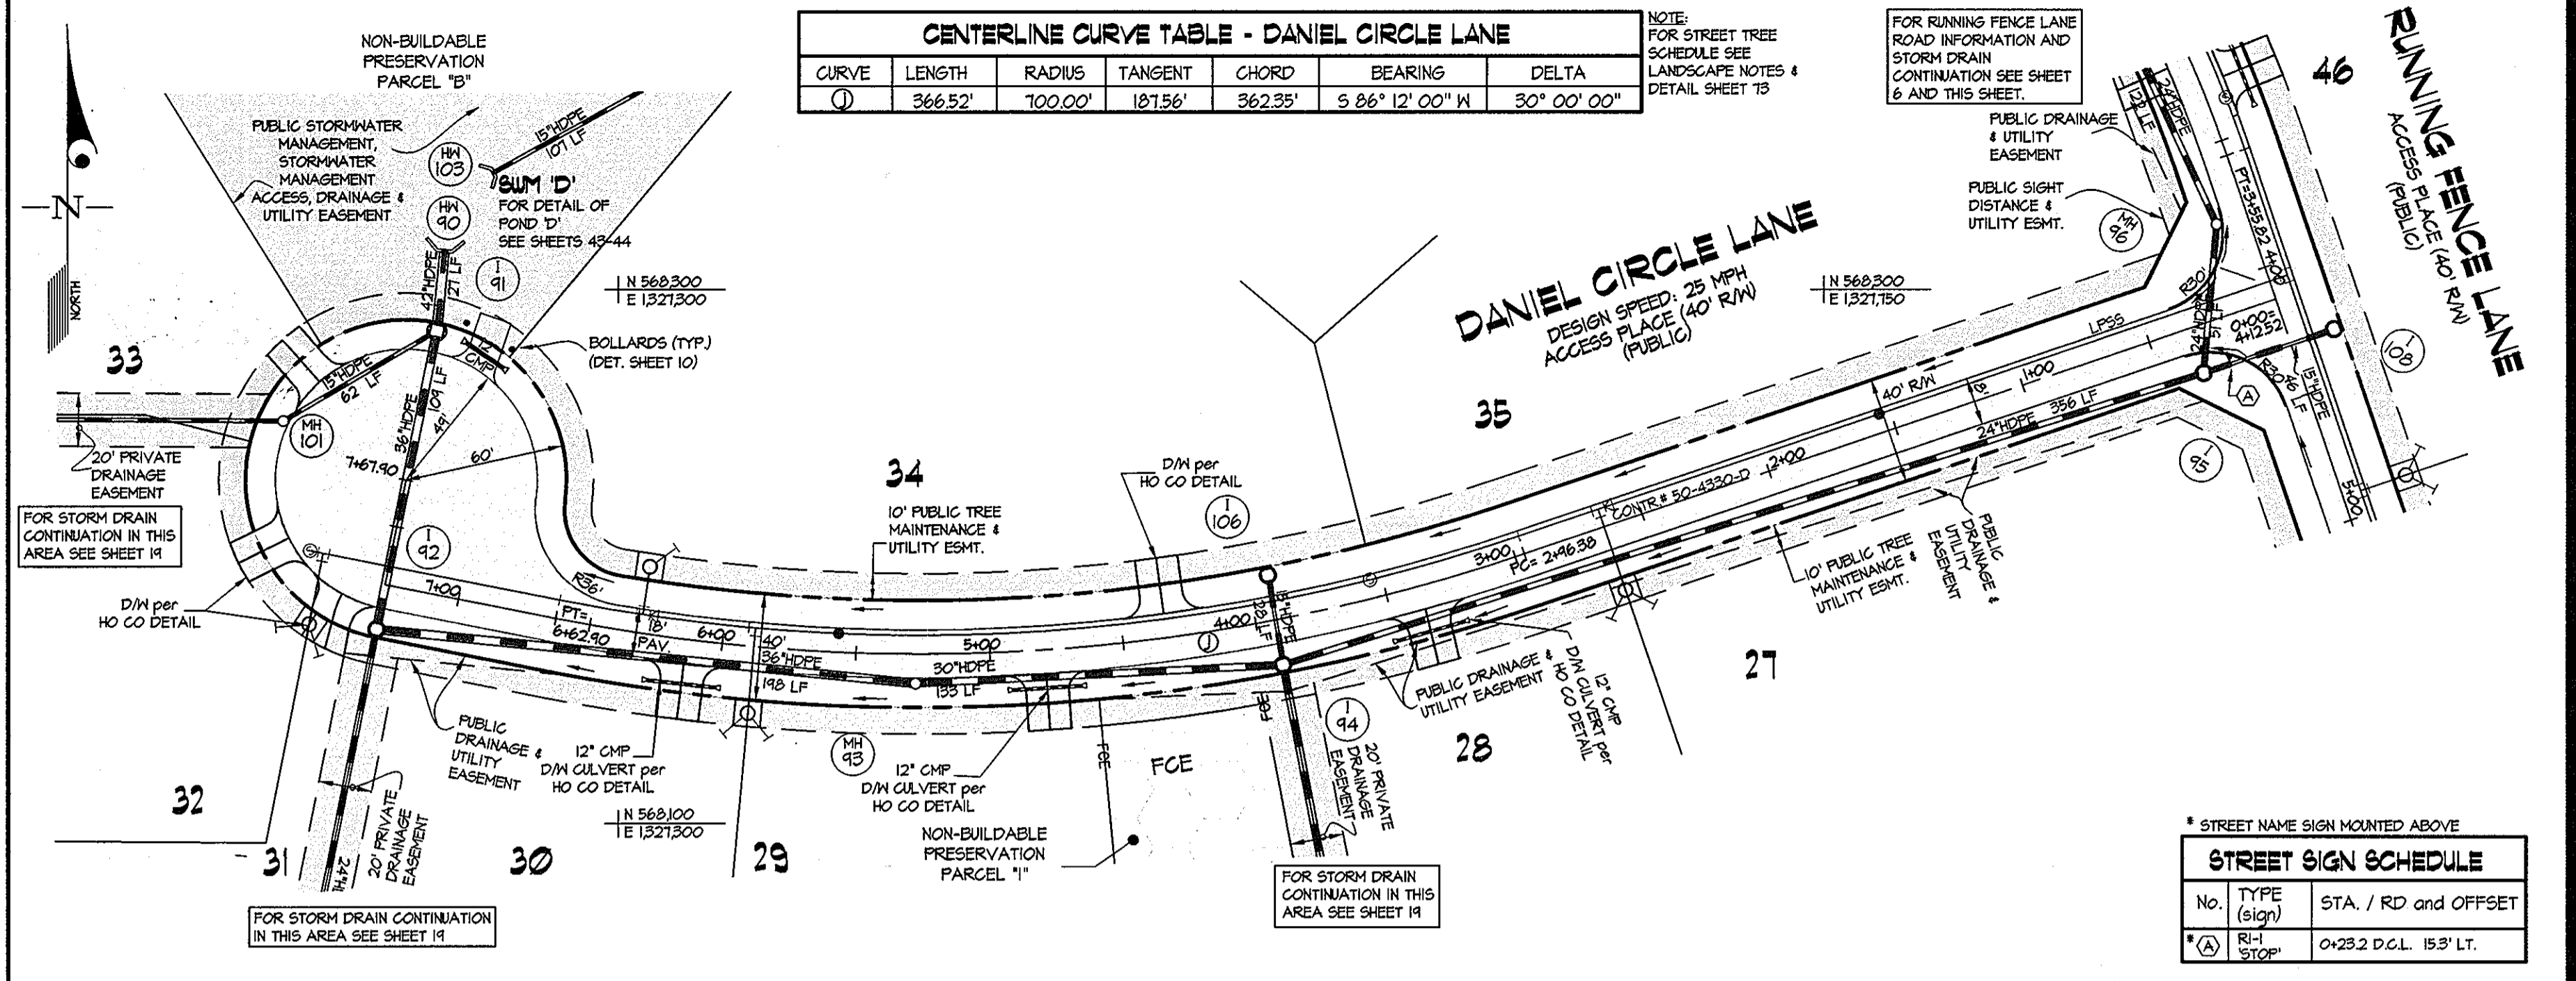 CENTERLINE CURVE TABLE - DANIEL CIRCLE LANE
CURVE LENGTH RADIUS TANGENT CHORD BEARING DELTA
J 366.52' 700.00' 187.56' 362.35' S 86° 12' 00" W 30° 00' 00"
NOTE:
FOR STREET TREE
SCHEDULE SEE
LANDSCAPE NOTES &
DETAIL SHEET 73
FOR RUNNING FENCE LANE
ROAD INFORMATION AND
STORM DRAIN
CONTINUATION SEE SHEET
6 AND THIS SHEET.
46
RUNNING FENCE LANE
ACCESS PLACE (40' R/W)
(PUBLIC)
NON-BUILDABLE
PRESERVATION
PARCEL "B"
PUBLIC STORMWATER
MANAGEMENT,
STORMWATER
MANAGEMENT
ACCESS, DRAINAGE &
UTILITY EASEMENT
N
NORTH
HW
103
HW
90
I
91
15"HDPE
107 LF
SWM 'D'
FOR DETAIL OF
POND 'D'
SEE SHEETS 43-44
42"HDPE
27 LF
N 568,300
E 1,327,300
BOLLARDS (TYP.)
(DET. SHEET 10)
12"
CMP
33
15"HDPE
62 LF
36"HDPE
109 LF
49'
60'
7+67.90
MH
101
20' PRIVATE
DRAINAGE
EASEMENT
FOR STORM DRAIN
CONTINUATION IN THIS
AREA SEE SHEET 19
I
92
D/W per
HO CO DETAIL
S
7+00
R36'
PT=
6+62.90
18'
PAV.
6+00
40'
36"HDPE
198 LF
5+00
30"HDPE
133 LF
4+00
J
15"HDPE
28 LF
34
10' PUBLIC TREE
MAINTENANCE &
UTILITY ESMT.
D/W per
HO CO DETAIL
I
106
35
DANIEL CIRCLE LANE
DESIGN SPEED: 25 MPH
ACCESS PLACE (40' R/W)
(PUBLIC)
N 568,300
E 1,327,750
PUBLIC DRAINAGE
& UTILITY
EASEMENT
PUBLIC SIGHT
DISTANCE &
UTILITY ESMT.
MH
96
24"HDPE
122 LF
PT=3+55.82
4+00
R30'
24"HDPE
51 LF
0+00=
4+12.52
LPSS
R30'
46 LF
15"HDPE
A
I
108
I
95
5+00
40' R/W
8'
1+00
24"HDPE 356 LF
2+00
CONTR.# 50-4330-D
3+00
PC= 2+96.38
10' PUBLIC TREE
MAINTENANCE &
UTILITY ESMT.
PUBLIC
DRAINAGE &
UTILITY
EASEMENT
27
28
PUBLIC DRAINAGE &
UTILITY EASEMENT
12" CMP
D/W CULVERT per
HO CO DETAIL
I
94
20' PRIVATE
DRAINAGE
EASEMENT
FCE
FCE
FCE
MH
93
12" CMP
D/W CULVERT per
HO CO DETAIL
12" CMP
D/W CULVERT per
HO CO DETAIL
PUBLIC
DRAINAGE &
UTILITY
EASEMENT
N 568,100
E 1,327,300
NON-BUILDABLE
PRESERVATION
PARCEL "I"
32
31
30
29
20' PRIVATE
DRAINAGE
EASEMENT
FOR STORM DRAIN CONTINUATION
IN THIS AREA SEE SHEET 19
FOR STORM DRAIN
CONTINUATION IN THIS
AREA SEE SHEET 19
* STREET NAME SIGN MOUNTED ABOVE
STREET SIGN SCHEDULE
No. TYPE (sign) STA. / RD and OFFSET
* A R1-1 'STOP' 0+23.2 D.C.L. 15.3' LT.